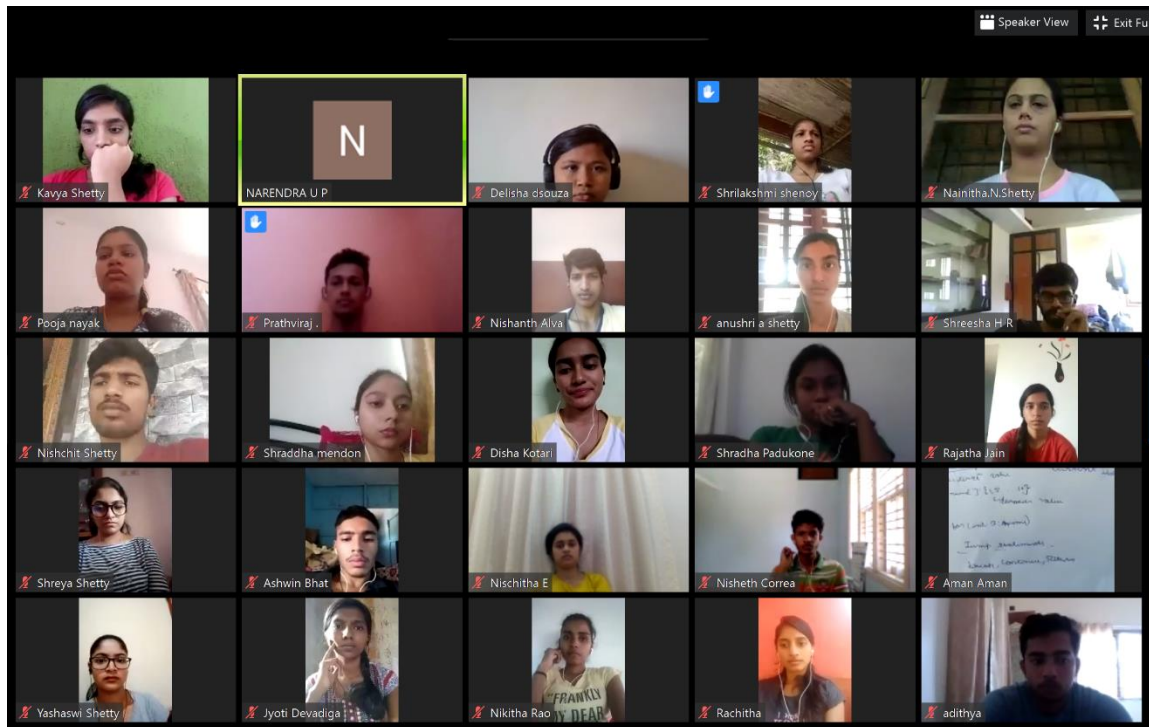 Speaker View Exit Fu
Kavya Shetty
N
NARENDRA U P
Delisha dsouza
Shrilakshmi shenoy
Nainitha.N.Shetty
Pooja nayak
Prathviraj .
Nishanth Alva
anushri a shetty
Shreesha H R
Nishchit Shetty
Shraddha mendon
Disha Kotari
Shradha Padukone
Rajatha Jain
Shreya Shetty
Ashwin Bhat
Nischitha E
Nisheth Correa
Aman Aman
Yashaswi Shetty
Jyoti Devadiga
"FRANKLY
MY DEAR
Nikitha Rao
Rachitha
adithya